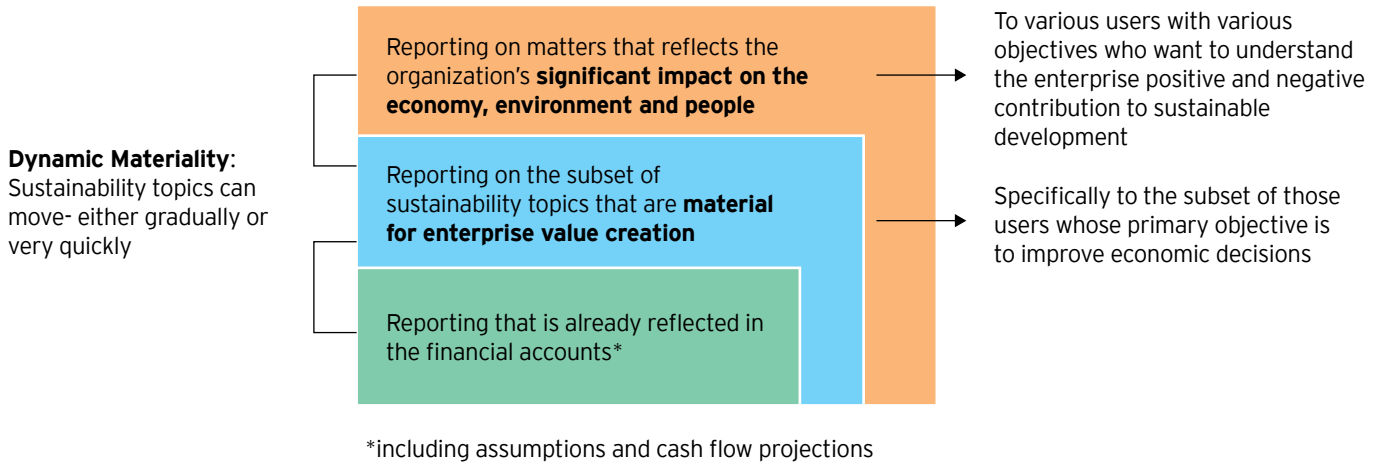 Reporting on matters that reflects the
organization's significant impact on the
economy, environment and people
To various users with various
objectives who want to understand
the enterprise positive and negative
contribution to sustainable
development
Dynamic Materiality:
Sustainability topics can
move- either gradually or
very quickly
Reporting on the subset of
sustainability topics that are material
for enterprise value creation
Specifically to the subset of those
users whose primary objective is
to improve economic decisions
Reporting that is already reflected in
the financial accounts*
*including assumptions and cash flow projections